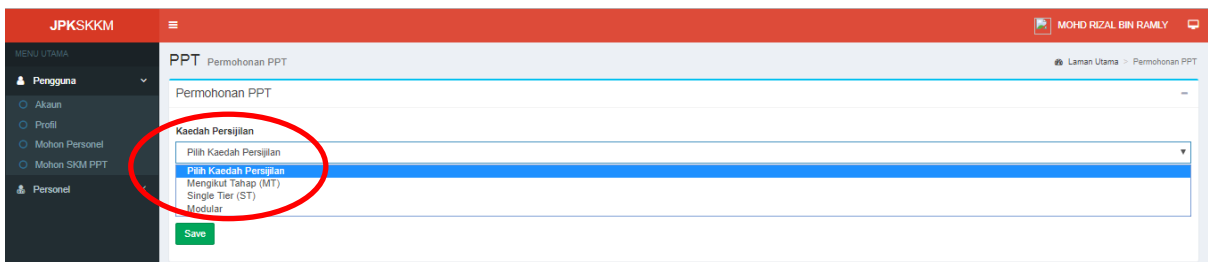 JPKSKKM
MOHD RIZAL BIN RAMLY
MENU UTAMA
Pengguna
Akaun
Profil
Mohon Personel
Mohon SKM PPT
Personel
PPT Permohonan PPT
Laman Utama > Permohonan PPT
Permohonan PPT
Kaedah Persijilan
Pilih Kaedah Persijilan
Pilih Kaedah Persijilan
Mengikut Tahap (MT)
Single Tier (ST)
Modular
Save